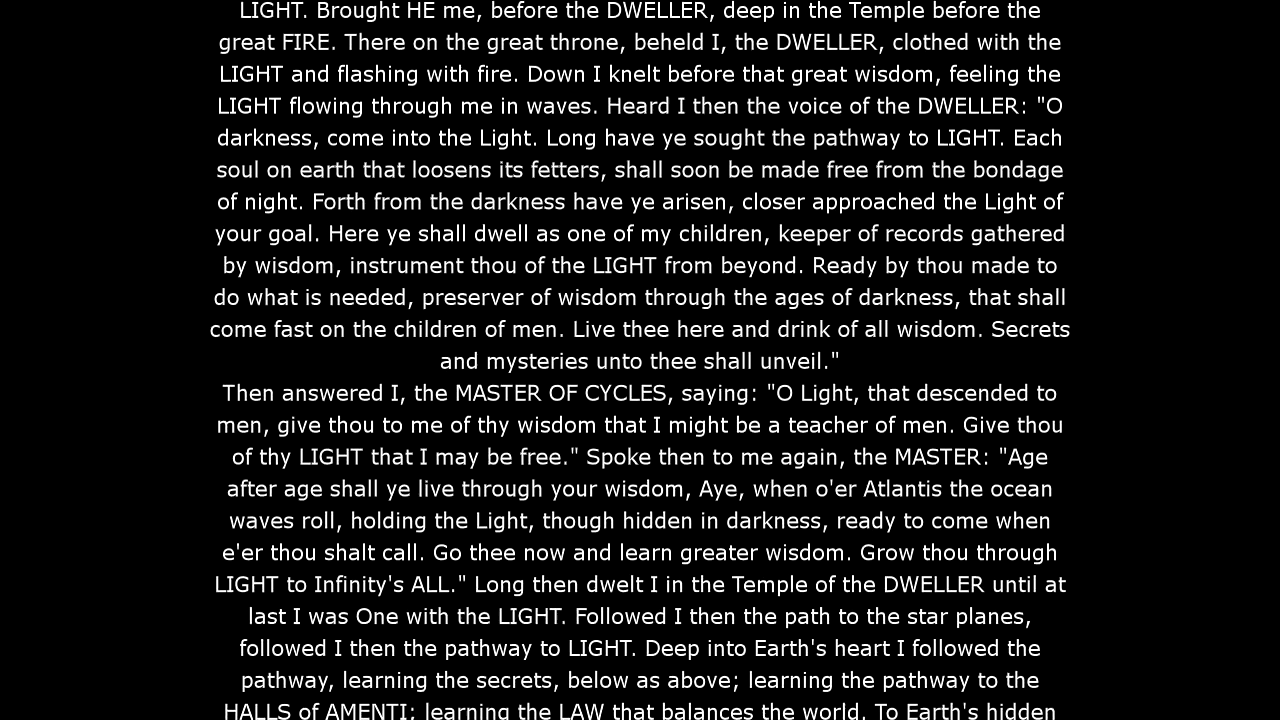 LIGHT. Brought HE me, before the DWELLER, deep in the Temple before the
great FIRE. There on the great throne, beheld I, the DWELLER, clothed with the
LIGHT and flashing with fire. Down I knelt before that great wisdom, feeling the
LIGHT flowing through me in waves. Heard I then the voice of the DWELLER: "O
darkness, come into the Light. Long have ye sought the pathway to LIGHT. Each
soul on earth that loosens its fetters, shall soon be made free from the bondage
of night. Forth from the darkness have ye arisen, closer approached the Light of
your goal. Here ye shall dwell as one of my children, keeper of records gathered
by wisdom, instrument thou of the LIGHT from beyond. Ready by thou made to
do what is needed, preserver of wisdom through the ages of darkness, that shall
come fast on the children of men. Live thee here and drink of all wisdom. Secrets
and mysteries unto thee shall unveil."
Then answered I, the MASTER OF CYCLES, saying: "O Light, that descended to
men, give thou to me of thy wisdom that I might be a teacher of men. Give thou
of thy LIGHT that I may be free." Spoke then to me again, the MASTER: "Age
after age shall ye live through your wisdom, Aye, when o'er Atlantis the ocean
waves roll, holding the Light, though hidden in darkness, ready to come when
e'er thou shalt call. Go thee now and learn greater wisdom. Grow thou through
LIGHT to Infinity's ALL." Long then dwelt I in the Temple of the DWELLER until at
last I was One with the LIGHT. Followed I then the path to the star planes,
followed I then the pathway to LIGHT. Deep into Earth's heart I followed the
pathway, learning the secrets, below as above; learning the pathway to the
HALLS of AMENTI; learning the LAW that balances the world. To Earth's hidden